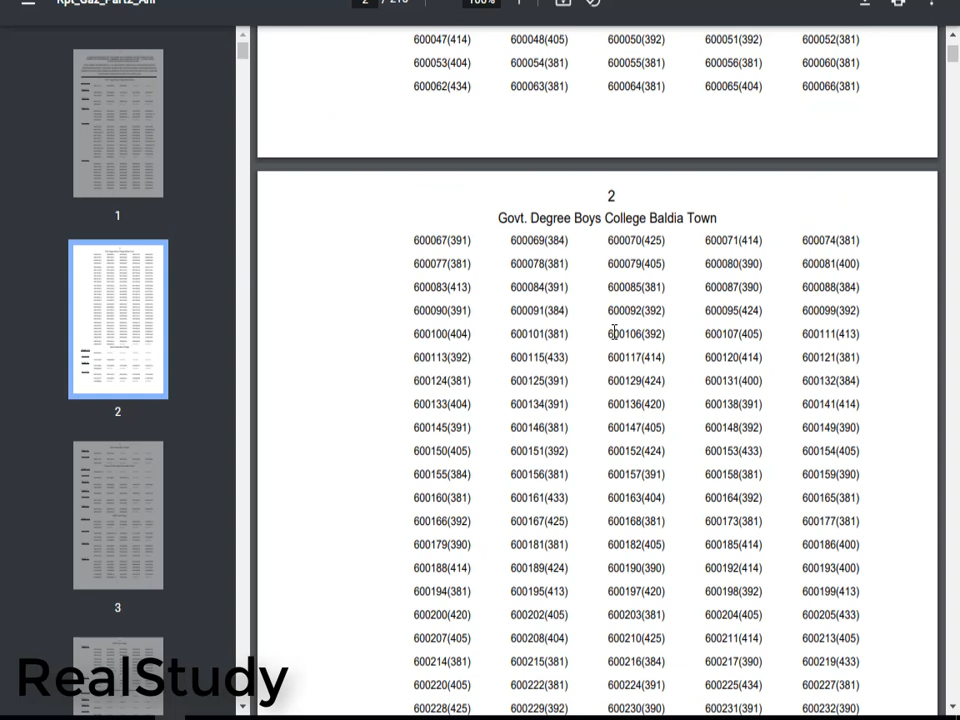 2
100%
600047(414) 600048(405) 600050(392) 600051(392) 600052(381)
600053(404) 600054(381) 600055(381) 600056(381) 600060(381)
600062(434) 600063(381) 600064(381) 600065(404) 600066(381)
1
2
3
2
Govt. Degree Boys College Baldia Town
600067(391) 600069(384) 600070(425) 600071(414) 600074(381)
600077(381) 600078(381) 600079(405) 600080(390) 600081(400)
600083(413) 600084(391) 600085(381) 600087(390) 600088(384)
600090(391) 600091(384) 600092(392) 600095(424) 600099(392)
600100(404) 600101(381) 600106(392) 600107(405) 600111(413)
600113(392) 600115(433) 600117(414) 600120(414) 600121(381)
600124(381) 600125(391) 600129(424) 600131(400) 600132(384)
600133(404) 600134(391) 600136(420) 600138(391) 600141(414)
600145(391) 600146(381) 600147(405) 600148(392) 600149(390)
600150(405) 600151(392) 600152(424) 600153(433) 600154(405)
600155(384) 600156(381) 600157(391) 600158(381) 600159(390)
600160(381) 600161(433) 600163(404) 600164(392) 600165(381)
600166(392) 600167(425) 600168(381) 600173(381) 600177(381)
600179(390) 600181(381) 600182(405) 600185(414) 600186(400)
600188(414) 600189(424) 600190(390) 600192(414) 600193(400)
600194(381) 600195(413) 600197(420) 600198(392) 600199(413)
600200(420) 600202(405) 600203(381) 600204(405) 600205(433)
600207(405) 600208(404) 600210(425) 600211(414) 600213(405)
600214(381) 600215(381) 600216(384) 600217(390) 600219(433)
600220(405) 600222(381) 600224(391) 600225(434) 600227(381)
600228(425) 600229(392) 600230(390) 600231(391) 600232(390)
RealStudy